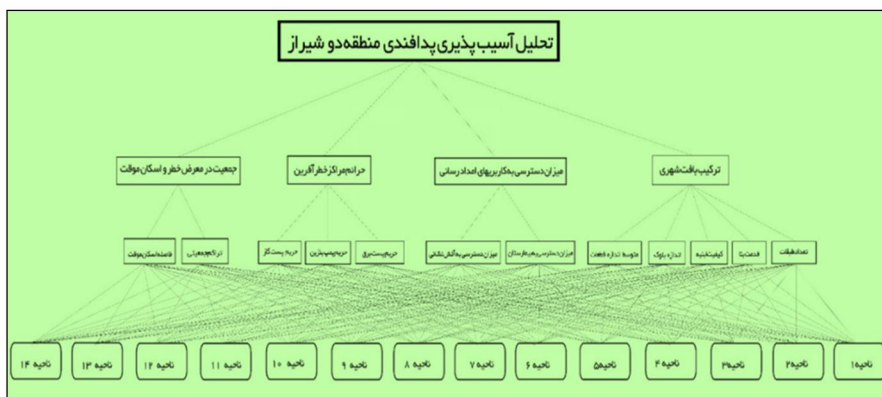 تحلیل آسیب پذیری پدافندی منطقه دو شیراز
ترکیب بافت شهری
میزان دسترسی به کاربریهای امدادرسانی
حرائم مراکز خطر آفرین
جمعیت در معرض خطر و اسکان موقت
تعداد طبقات
قدمت بنا
کیفیت ابنیه
اندازه بلوک
متوسط اندازه قطعات
میزان دسترسی به بیمارستان
میزان دسترسی به آتش نشانی
حریم پست برق
حریم پمپ بنزین
حریم پست گاز
تراکم جمعیتی
فاصله اسکان موقت
ناحیه ۱
ناحیه ۲
ناحیه ۳
ناحیه ۴
ناحیه ۵
ناحیه ۶
ناحیه ۷
ناحیه ۸
ناحیه ۹
ناحیه ۱۰
ناحیه ۱۱
ناحیه ۱۲
ناحیه ۱۳
ناحیه ۱۴